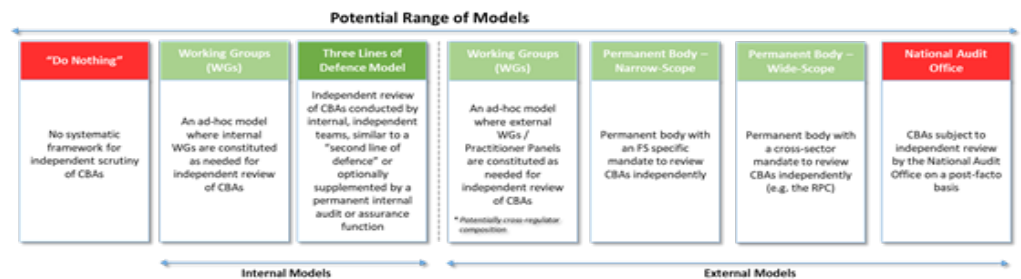 Potential Range of Models
"Do Nothing"
No systematic
framework for
independent scrutiny
of CBAs
Working Groups
(WGs)
An ad-hoc model
where internal
WGs are constituted
as needed for
independent review
of CBAs
Three Lines of
Defence Model
Independent review
of CBAs conducted by
internal, independent
teams, similar to a
"second line of
defence" or
optionally
supplemented by a
permanent internal
audit or assurance
function
Working Groups
(WGs)
An ad-hoc model
where external
WGs /
Practitioner Panels
are constituted as
needed for
independent review
of CBAs
* Potentially cross-regulator
composition.
Permanent Body –
Narrow-Scope
Permanent body with
an FS specific
mandate to review
CBAs independently
Permanent Body –
Wide-Scope
Permanent body with
a cross-sector
mandate to review
CBAs independently
(e.g. the RPC)
National Audit
Office
CBAs subject to
independent review
by the National Audit
Office on a post-facto
basis
Internal Models
External Models